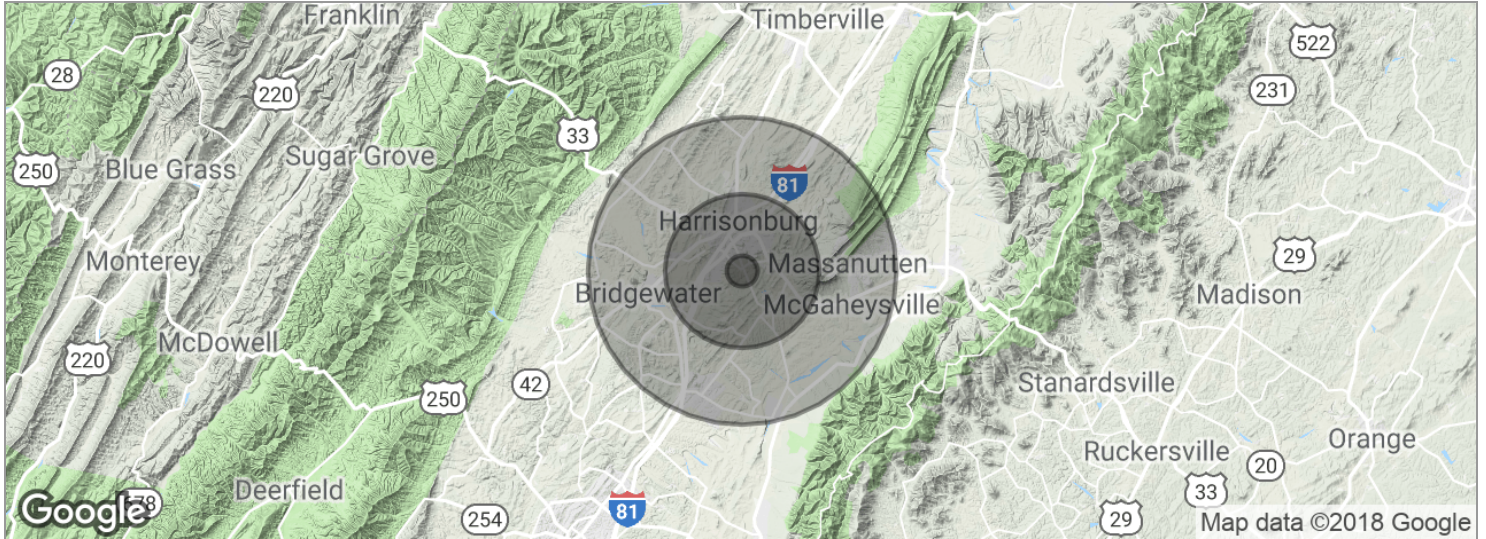 Franklin
Timberville
522
28
231
220
33
250
Sugar Grove
Blue Grass
81
Harrisonburg
29
Monterey
Massanutten
Bridgewater
McGaheysville
Madison
McDowell
220
42
250
Stanardsville
Orange
Ruckersville
20
Deerfield
33
Google
81
254
29
Map data ©2018 Google